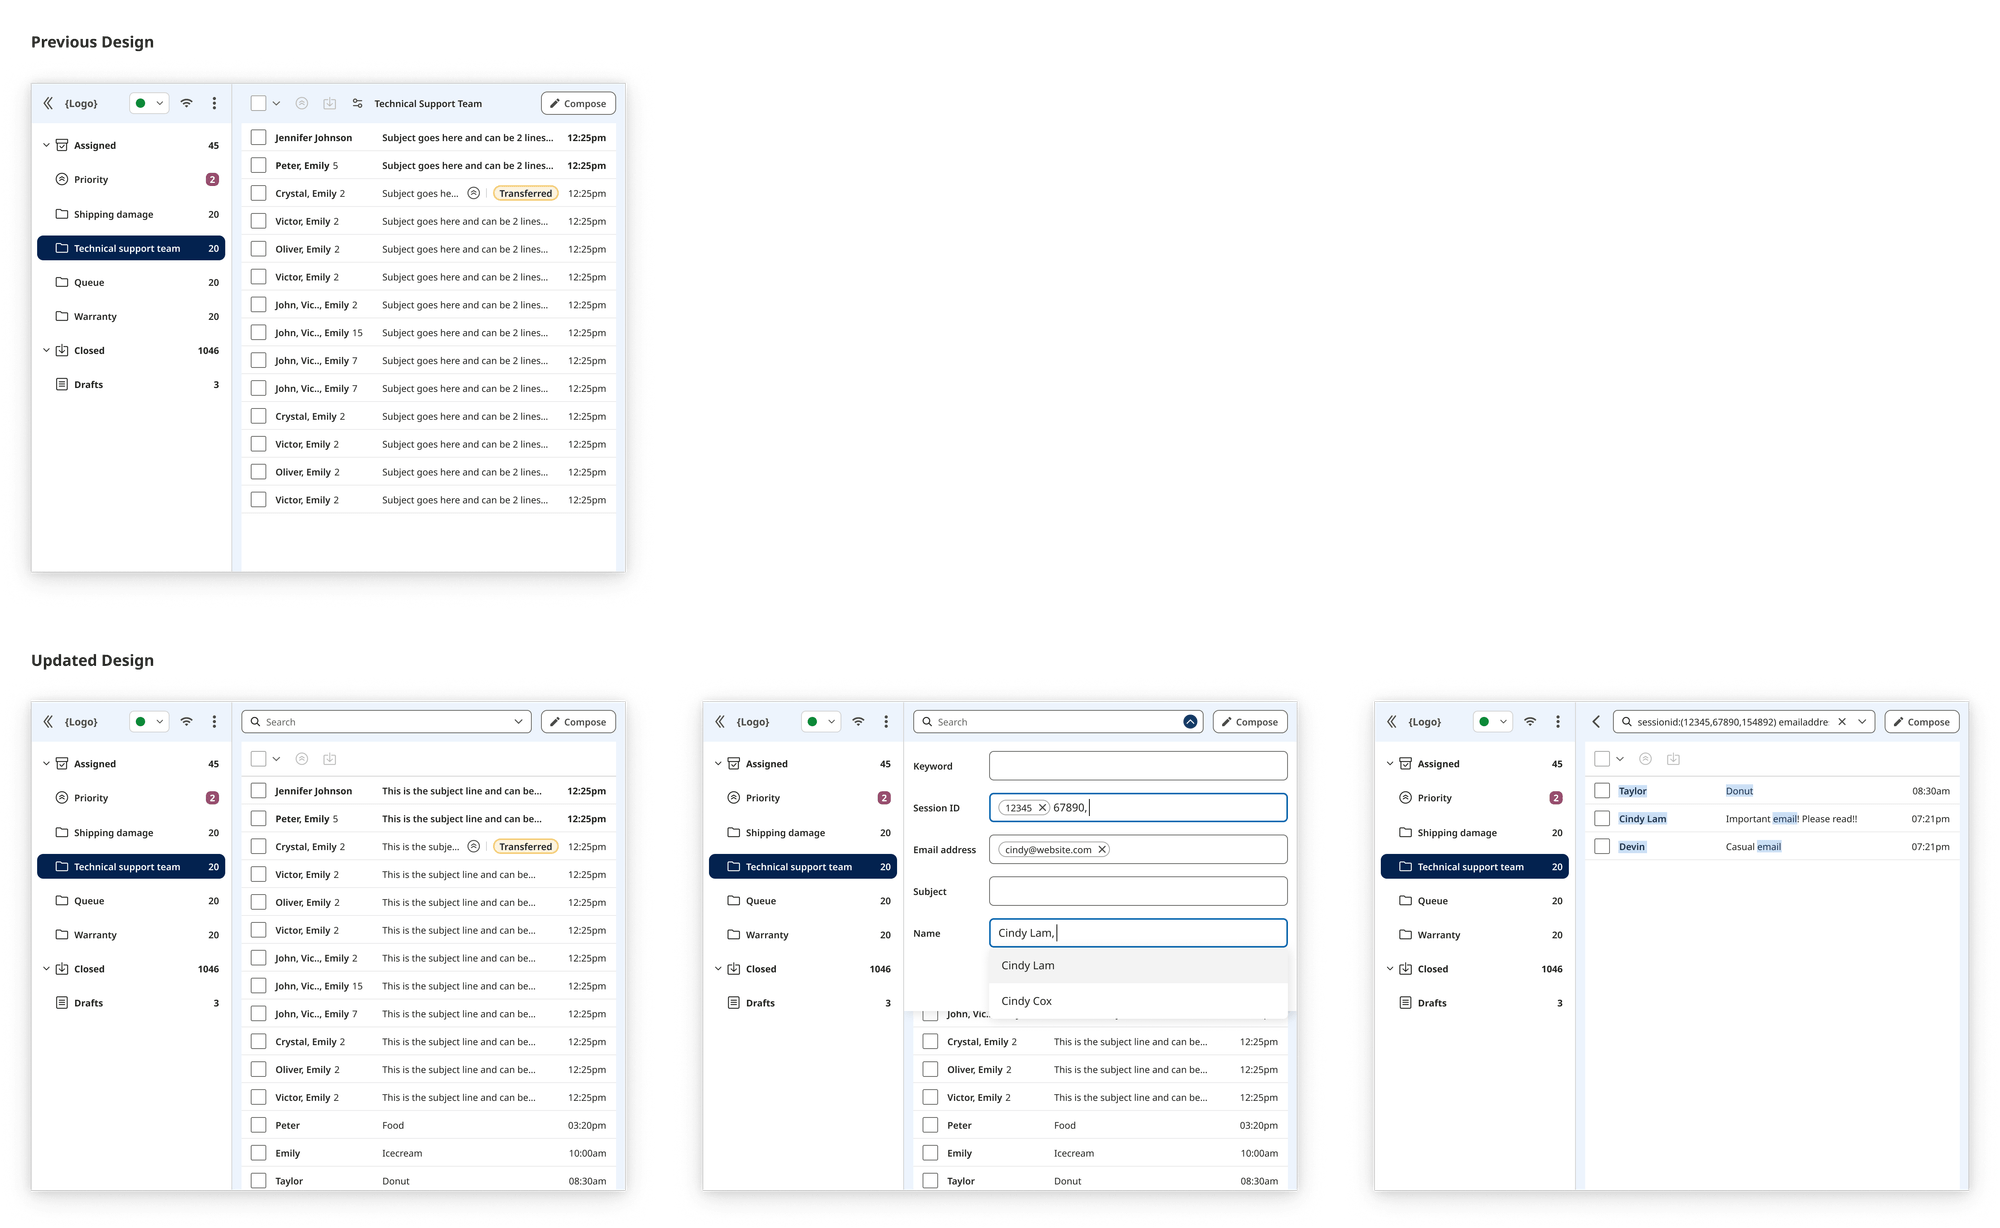 Previous Design
{Logo}
Technical Support Team
Compose
Assigned 45
Priority 2
Shipping damage 20
Technical support team 20
Queue 20
Warranty 20
Closed 1046
Drafts 3
Jennifer Johnson Subject goes here and can be 2 lines... 12:25pm
Peter, Emily 5 Subject goes here and can be 2 lines... 12:25pm
Crystal, Emily 2 Subject goes he... Transferred 12:25pm
Victor, Emily 2 Subject goes here and can be 2 lines... 12:25pm
Oliver, Emily 2 Subject goes here and can be 2 lines... 12:25pm
Victor, Emily 2 Subject goes here and can be 2 lines... 12:25pm
John, Vic.., Emily 2 Subject goes here and can be 2 lines... 12:25pm
John, Vic.., Emily 15 Subject goes here and can be 2 lines... 12:25pm
John, Vic.., Emily 7 Subject goes here and can be 2 lines... 12:25pm
John, Vic.., Emily 7 Subject goes here and can be 2 lines... 12:25pm
Crystal, Emily 2 Subject goes here and can be 2 lines... 12:25pm
Victor, Emily 2 Subject goes here and can be 2 lines... 12:25pm
Oliver, Emily 2 Subject goes here and can be 2 lines... 12:25pm
Victor, Emily 2 Subject goes here and can be 2 lines... 12:25pm
Updated Design
{Logo}
Search
Compose
Assigned 45
Priority 2
Shipping damage 20
Technical support team 20
Queue 20
Warranty 20
Closed 1046
Drafts 3
Jennifer Johnson This is the subject line and can be... 12:25pm
Peter, Emily 5 This is the subject line and can be... 12:25pm
Crystal, Emily 2 This is the subje... Transferred 12:25pm
Victor, Emily 2 This is the subject line and can be... 12:25pm
Oliver, Emily 2 This is the subject line and can be... 12:25pm
Victor, Emily 2 This is the subject line and can be... 12:25pm
John, Vic.., Emily 2 This is the subject line and can be... 12:25pm
John, Vic.., Emily 15 This is the subject line and can be... 12:25pm
John, Vic.., Emily 7 This is the subject line and can be... 12:25pm
Crystal, Emily 2 This is the subject line and can be... 12:25pm
Oliver, Emily 2 This is the subject line and can be... 12:25pm
Victor, Emily 2 This is the subject line and can be... 12:25pm
Peter Food 03:20pm
Emily Icecream 10:00am
Taylor Donut 08:30am
{Logo}
Search
Compose
Assigned 45
Priority 2
Shipping damage 20
Technical support team 20
Queue 20
Warranty 20
Closed 1046
Drafts 3
Keyword
Session ID 12345 67890,
Email address cindy@website.com
Subject
Name Cindy Lam,
Cindy Lam
Cindy Cox
John, Vic..
Crystal, Emily 2 This is the subject line and can be... 12:25pm
Oliver, Emily 2 This is the subject line and can be... 12:25pm
Victor, Emily 2 This is the subject line and can be... 12:25pm
Peter Food 03:20pm
Emily Icecream 10:00am
Taylor Donut 08:30am
{Logo}
sessionid:(12345,67890,154892) emailaddre
Compose
Assigned 45
Priority 2
Shipping damage 20
Technical support team 20
Queue 20
Warranty 20
Closed 1046
Drafts 3
Taylor Donut 08:30am
Cindy Lam Important email! Please read!! 07:21pm
Devin Casual email 07:21pm